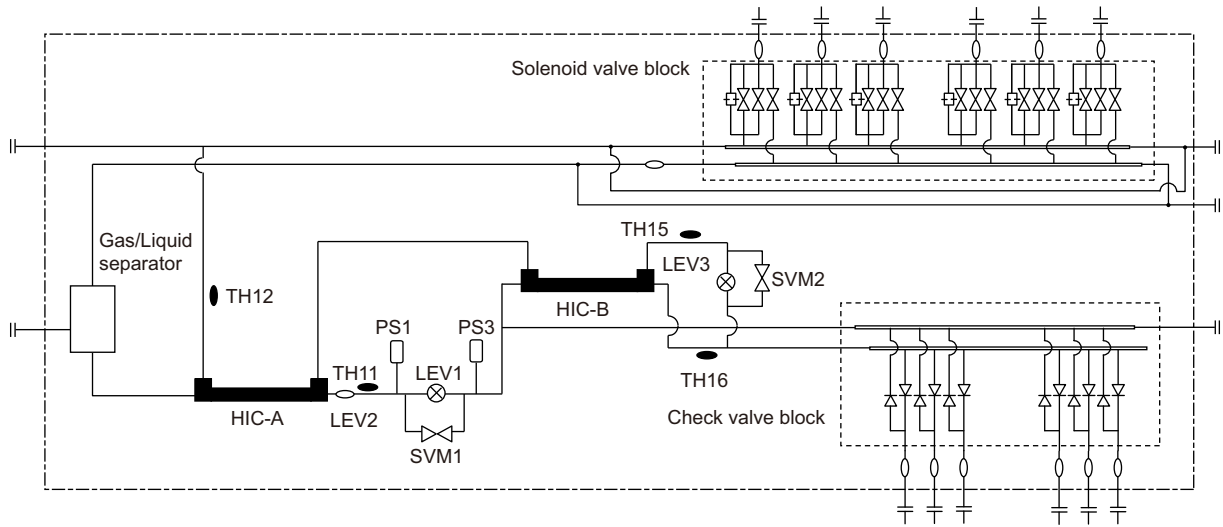 Solenoid valve block
Gas/Liquid
separator
TH15
LEV3
SVM2
TH12
HIC-B
PS1
PS3
TH11
LEV1
TH16
HIC-A
LEV2
Check valve block
SVM1